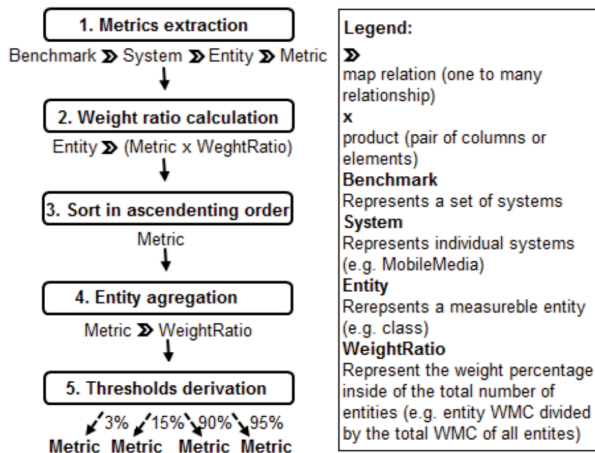 1. Metrics extraction
Benchmark ⪼ System ⪼ Entity ⪼ Metric
2. Weight ratio calculation
Entity ⪼ (Metric x WeghtRatio)
3. Sort in ascendenting order
Metric
4. Entity agregation
Metric ⪼ WeightRatio
5. Thresholds derivation
3% 15% 90% 95%
Metric Metric Metric Metric
Legend:
⪼
map relation (one to many
relationship)
x
product (pair of columns or
elements)
Benchmark
Represents a set of systems
System
Represents individual systems
(e.g. MobileMedia)
Entity
Rerepsents a measureble entity
(e.g. class)
WeightRatio
Represent the weight percentage
inside of the total number of
entities (e.g. entity WMC divided
by the total WMC of all entites)